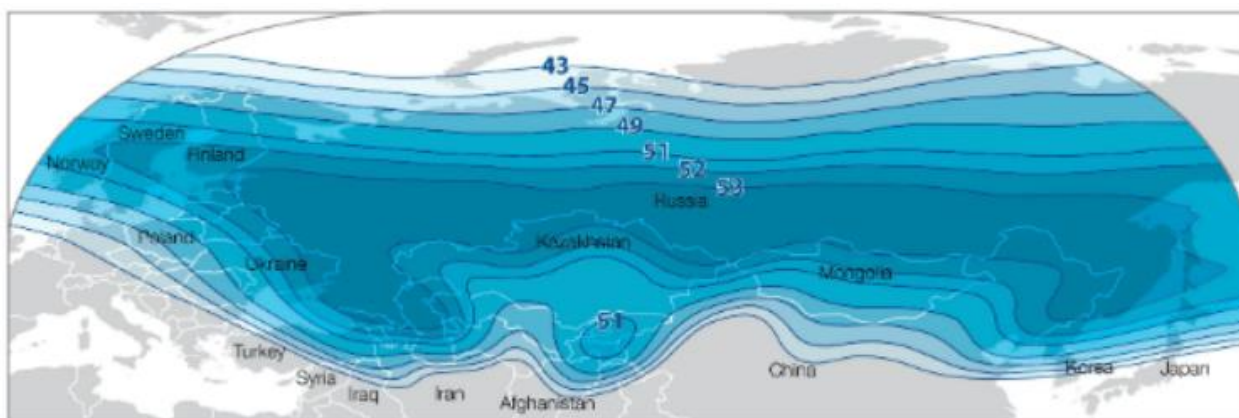 43
45
47
49
51
52
53
Sweden
Norway
Finland
Russia
Poland
Ukraine
Kazakhstan
Mongolia
51
Turkey
Syria
Iraq
Iran
Afghanistan
China
Korea
Japan